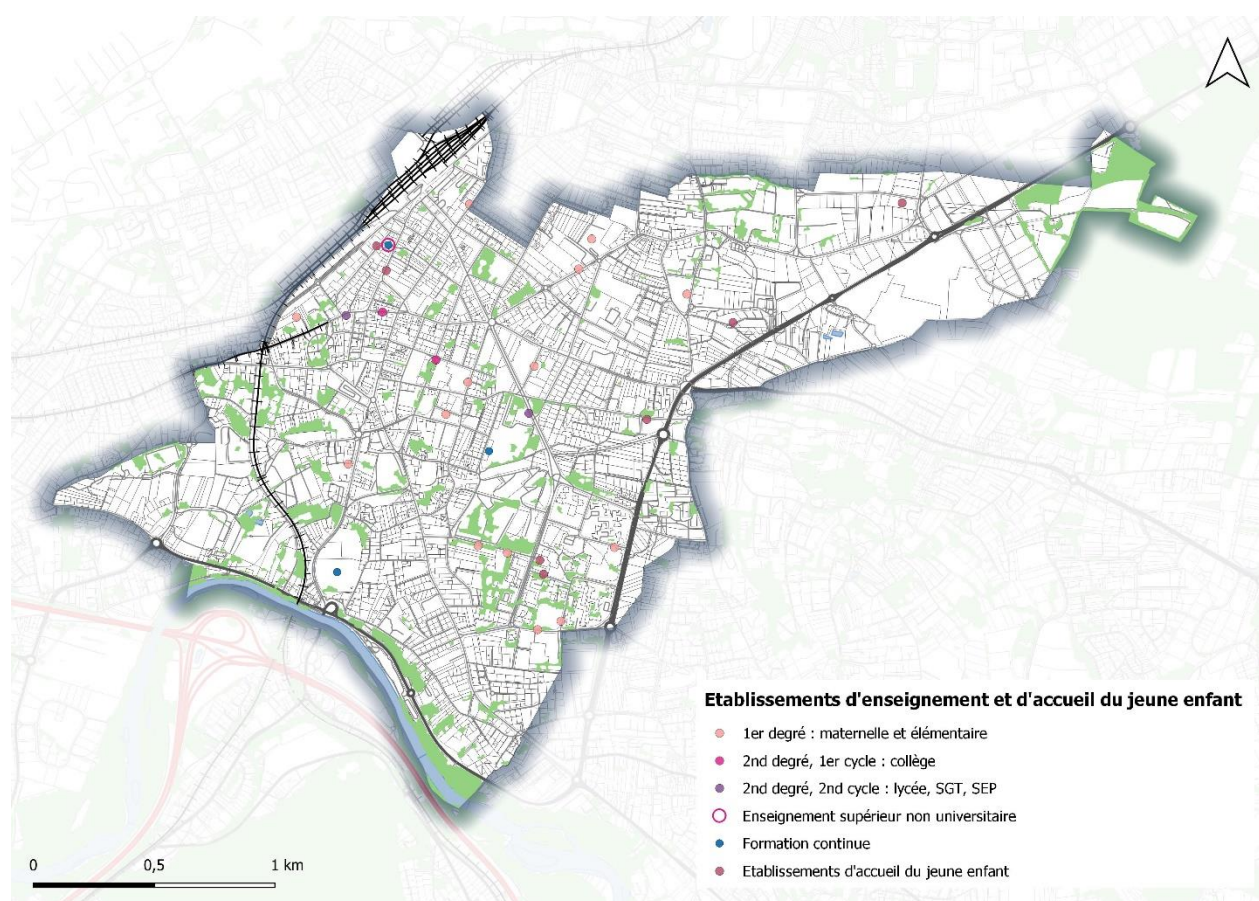 Etablissements d'enseignement et d'accueil du jeune enfant
1er degré : maternelle et élémentaire
2nd degré, 1er cycle : collège
2nd degré, 2nd cycle : lycée, SGT, SEP
Enseignement supérieur non universitaire
Formation continue
Etablissements d'accueil du jeune enfant
0 0,5 1 km